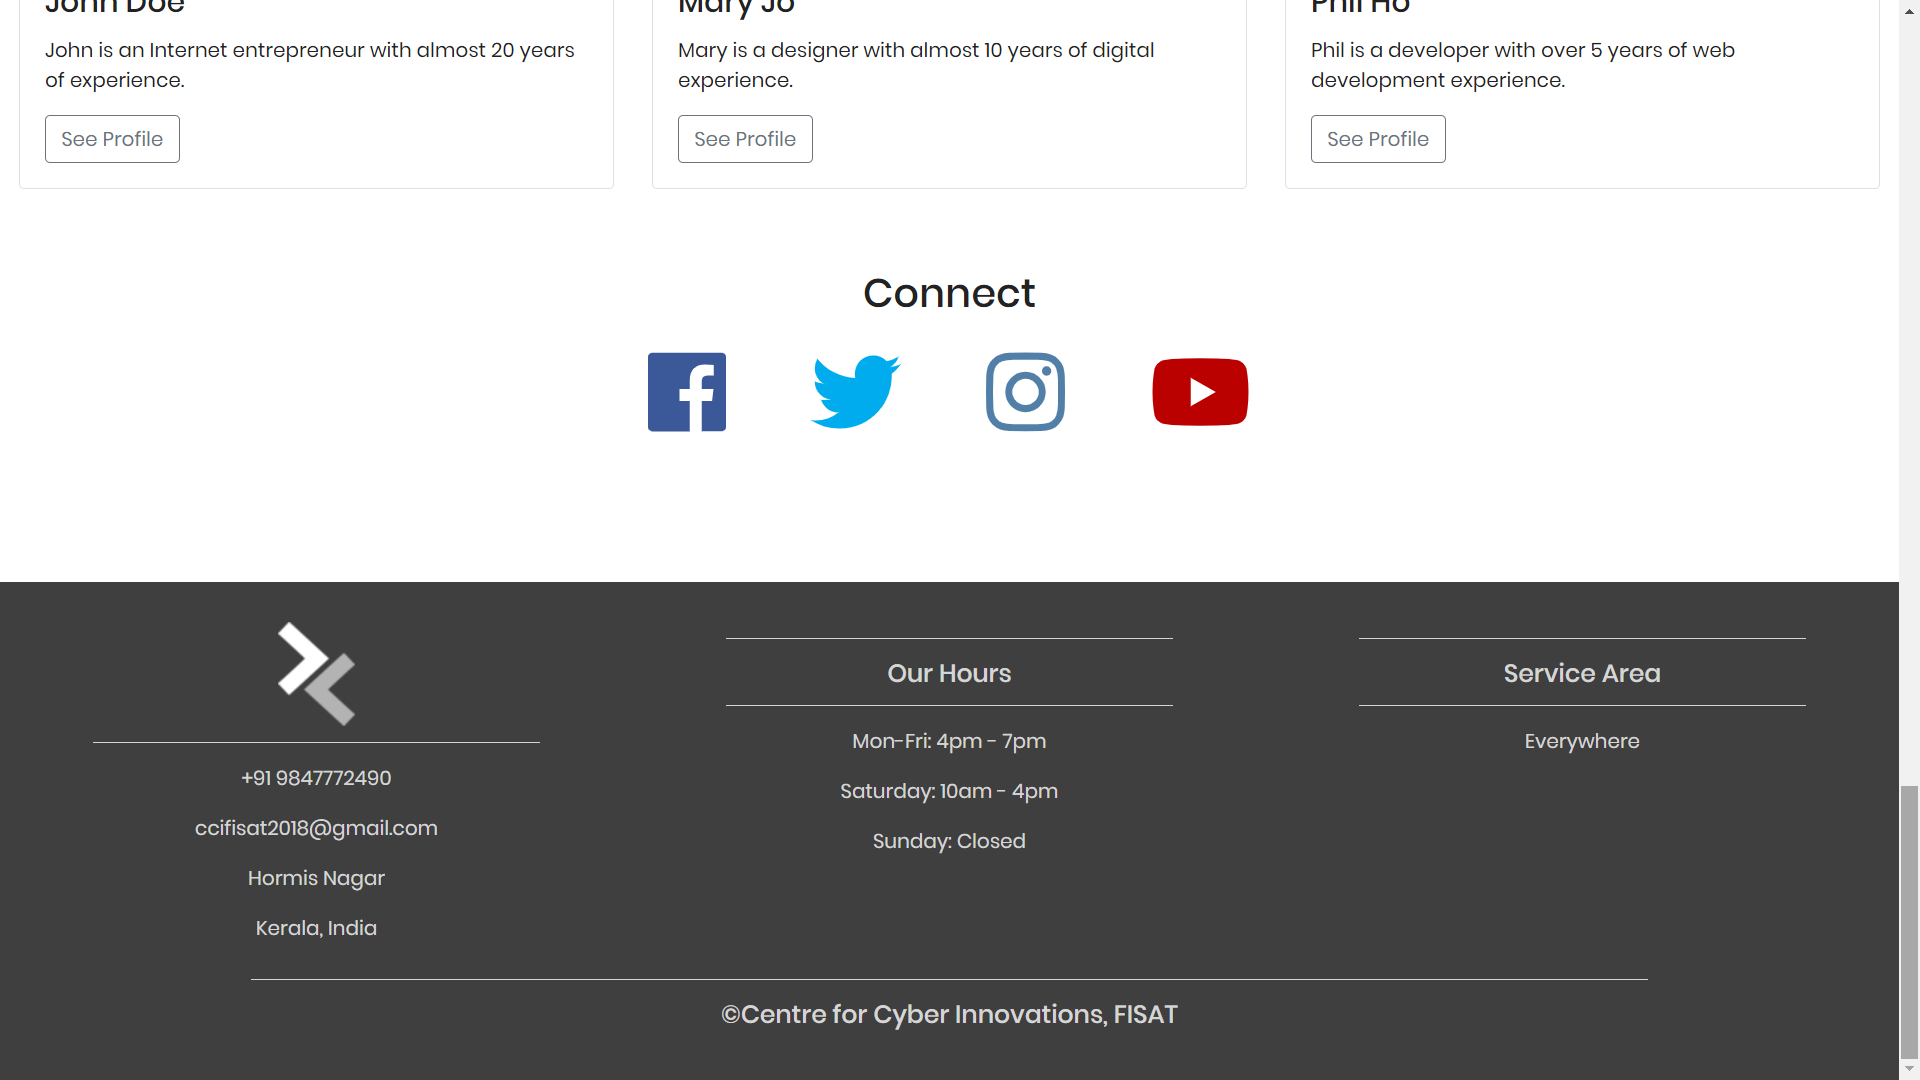 John Doe
John is an Internet entrepreneur with almost 20 years
of experience.
See Profile
Mary Jo
Mary is a designer with almost 10 years of digital
experience.
See Profile
Phil Ho
Phil is a developer with over 5 years of web
development experience.
See Profile
Connect
+91 9847772490
ccifisat2018@gmail.com
Hormis Nagar
Kerala, India
Our Hours
Mon-Fri: 4pm - 7pm
Saturday: 10am - 4pm
Sunday: Closed
Service Area
Everywhere
©Centre for Cyber Innovations, FISAT